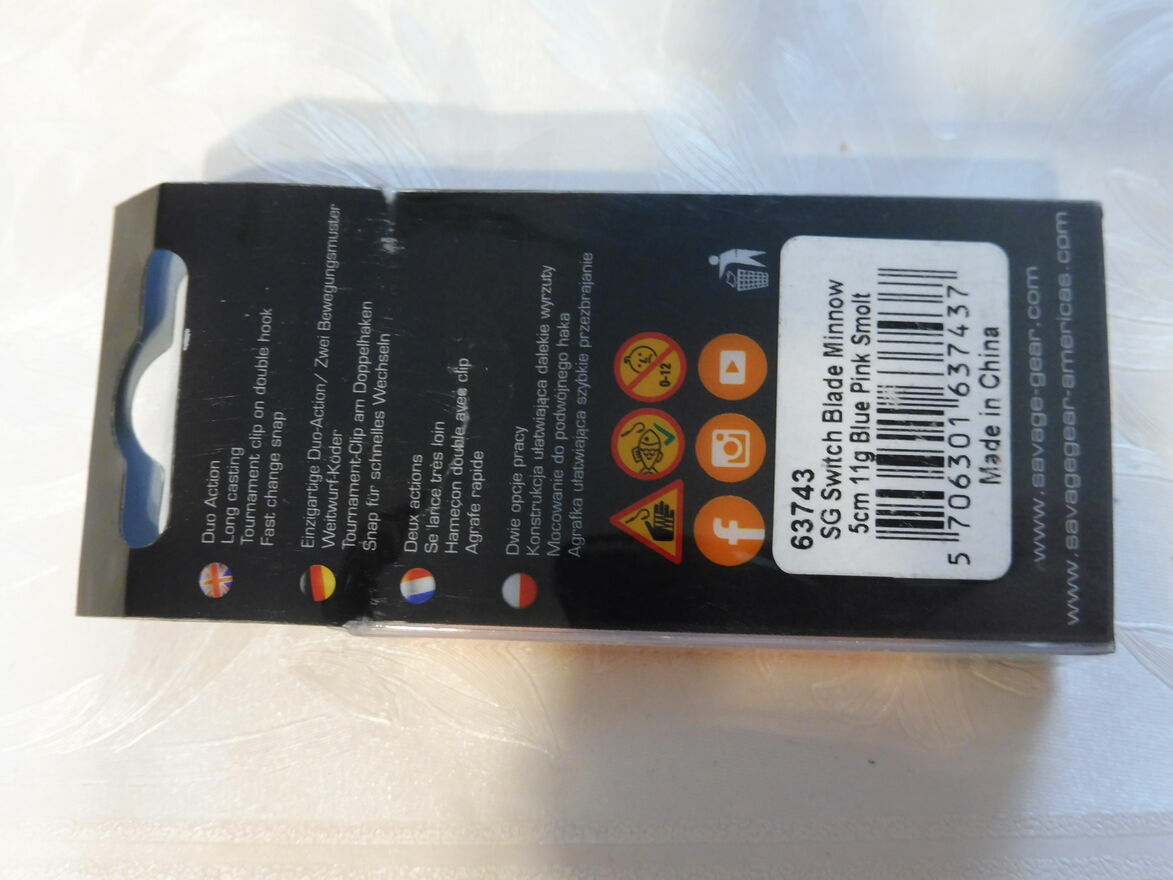 Duo Action
Long casting
Tournament clip on double hook
Fast change snap
Einzigartige Duo-Action/ Zwei Bewegungsmuster
Weitwurf-Köder
Tournament-Clip am Doppelhaken
Snap für schnelles Wechseln
Deux actions
Se lance très loin
Hameçon double avec clip
Agrafe rapide
Dwie opcje pracy
Konstrukcja ułatwiająca dalekie wyrzuty
Mocowanie do podwójnego haka
Agrafka ułatwiająca szybkie przezbrajanie
0-12
63743
SG Switch Blade Minnow
5cm 11g Blue Pink Smolt
5 706301 637437
Made in China
www.savage-gear.com
www.savagegear-americas.com